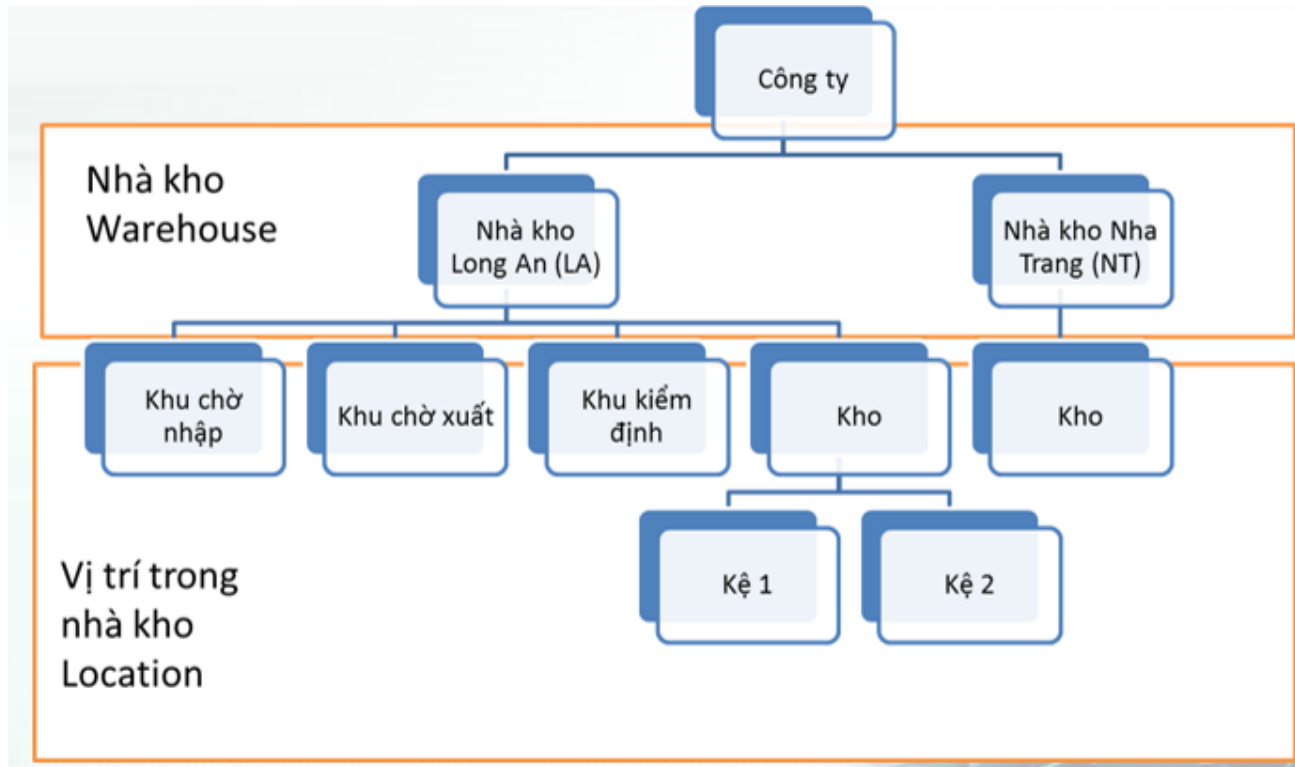 Công ty
Nhà kho
Warehouse
Nhà kho
Long An (LA)
Nhà kho Nha
Trang (NT)
Khu chờ
nhập
Khu chờ xuất
Khu kiểm
định
Kho
Kho
Vị trí trong
nhà kho
Location
Kệ 1
Kệ 2